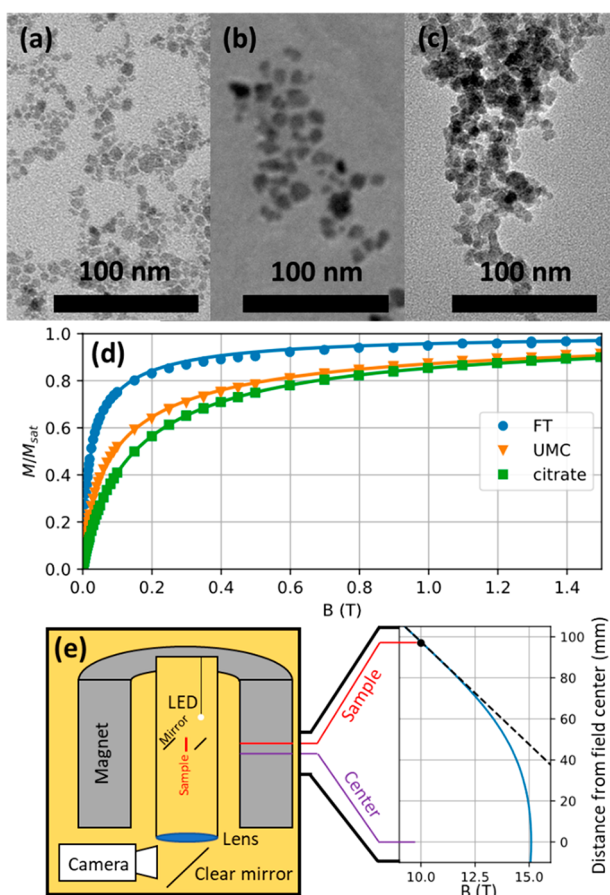 (a)
(b)
(c)
100 nm
100 nm
100 nm
(d)
M/Msat
1.0
0.8
0.6
0.4
0.2
0.0
FT
UMC
citrate
0.0 0.2 0.4 0.6 0.8 1.0 1.2 1.4
B (T)
(e)
Magnet
LED
Mirror
Sample
Lens
Camera
Clear mirror
Sample
Center
100
80
60
40
20
0
Distance from field center (mm)
10.0 12.5 15.0
B (T)